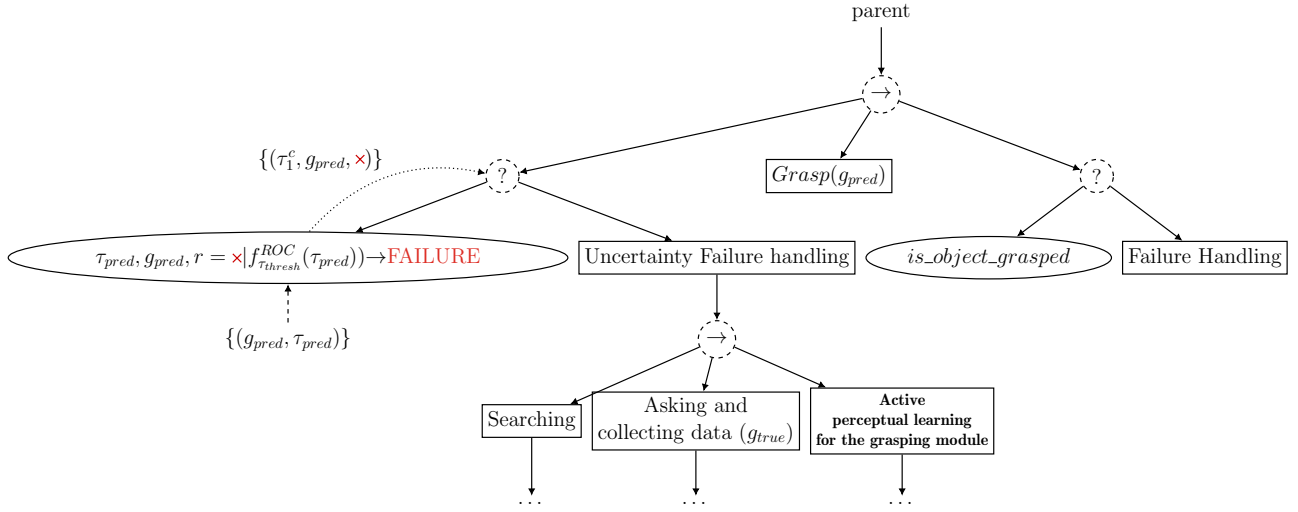 parent
→
{(τ₁ᶜ, g_pred, ×)}
?
Grasp(g_pred)
?
τ_pred, g_pred, r = ×|f^ROC_τ_thresh(τ_pred))→FAILURE
Uncertainty Failure handling
is_object_grasped
Failure Handling
{(g_pred, τ_pred)}
→
Searching
Asking and
collecting data (g_true)
Active
perceptual learning
for the grasping module
...
...
...